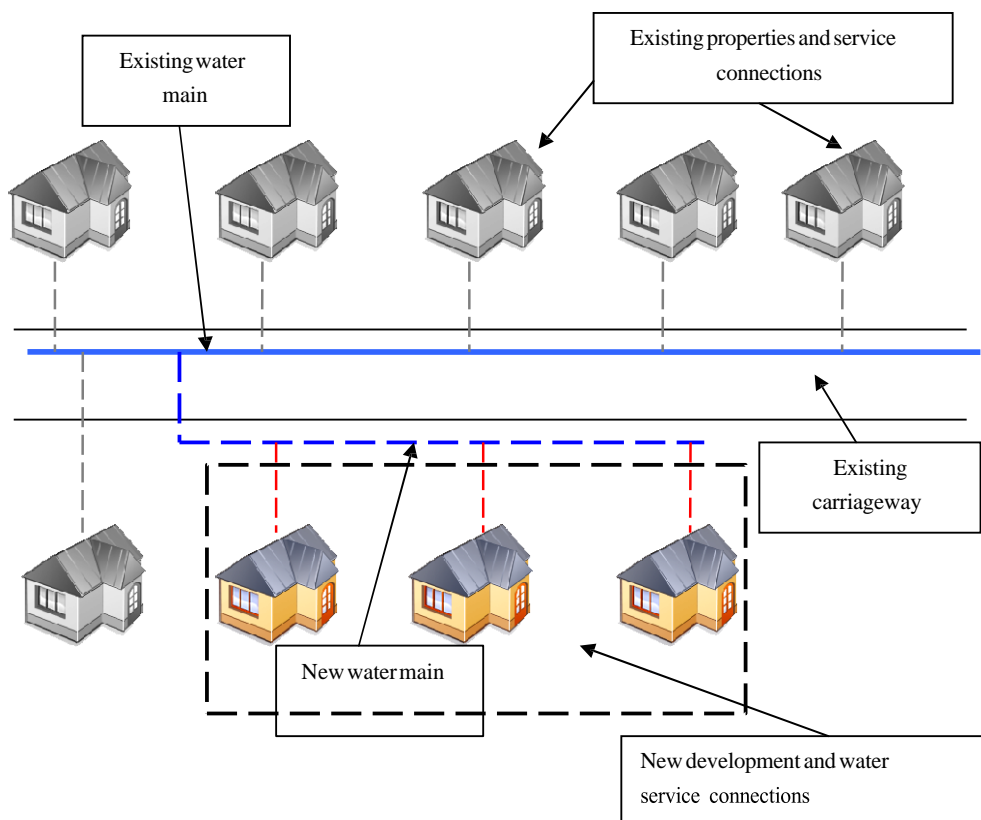 Existing water
main
Existing properties and service
connections
Existing
carriageway
New water main
New development and water
service connections